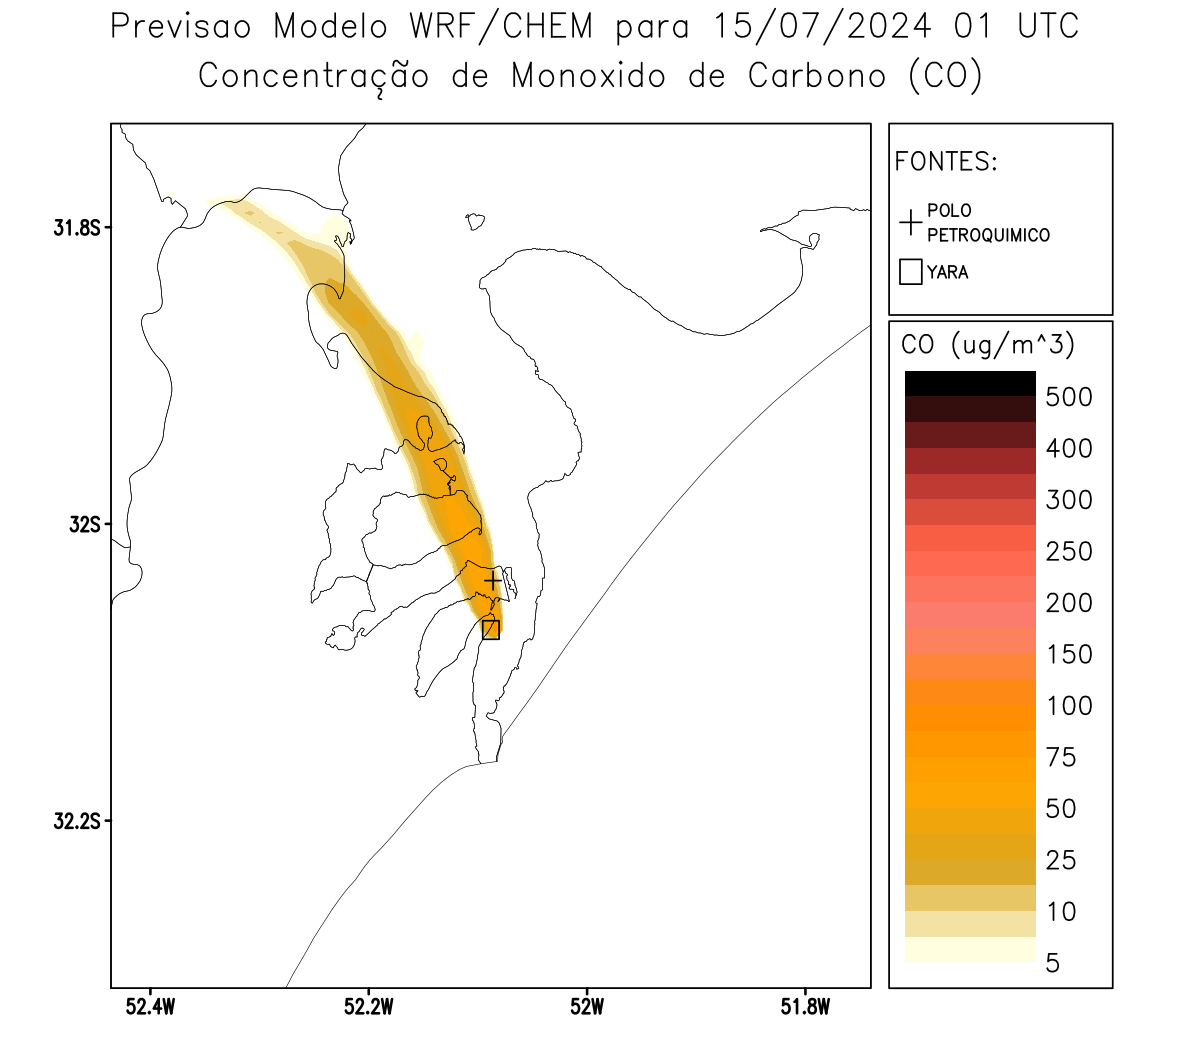 Previsao Modelo WRF/CHEM para 15/07/2024 01 UTC
Concentração de Monoxido de Carbono (CO)
FONTES:
POLO
PETROQUIMICO
YARA
CO (ug/m^3)
500
400
300
250
200
150
100
75
50
25
10
5
31.8S
32S
32.2S
52.4W
52.2W
52W
51.8W